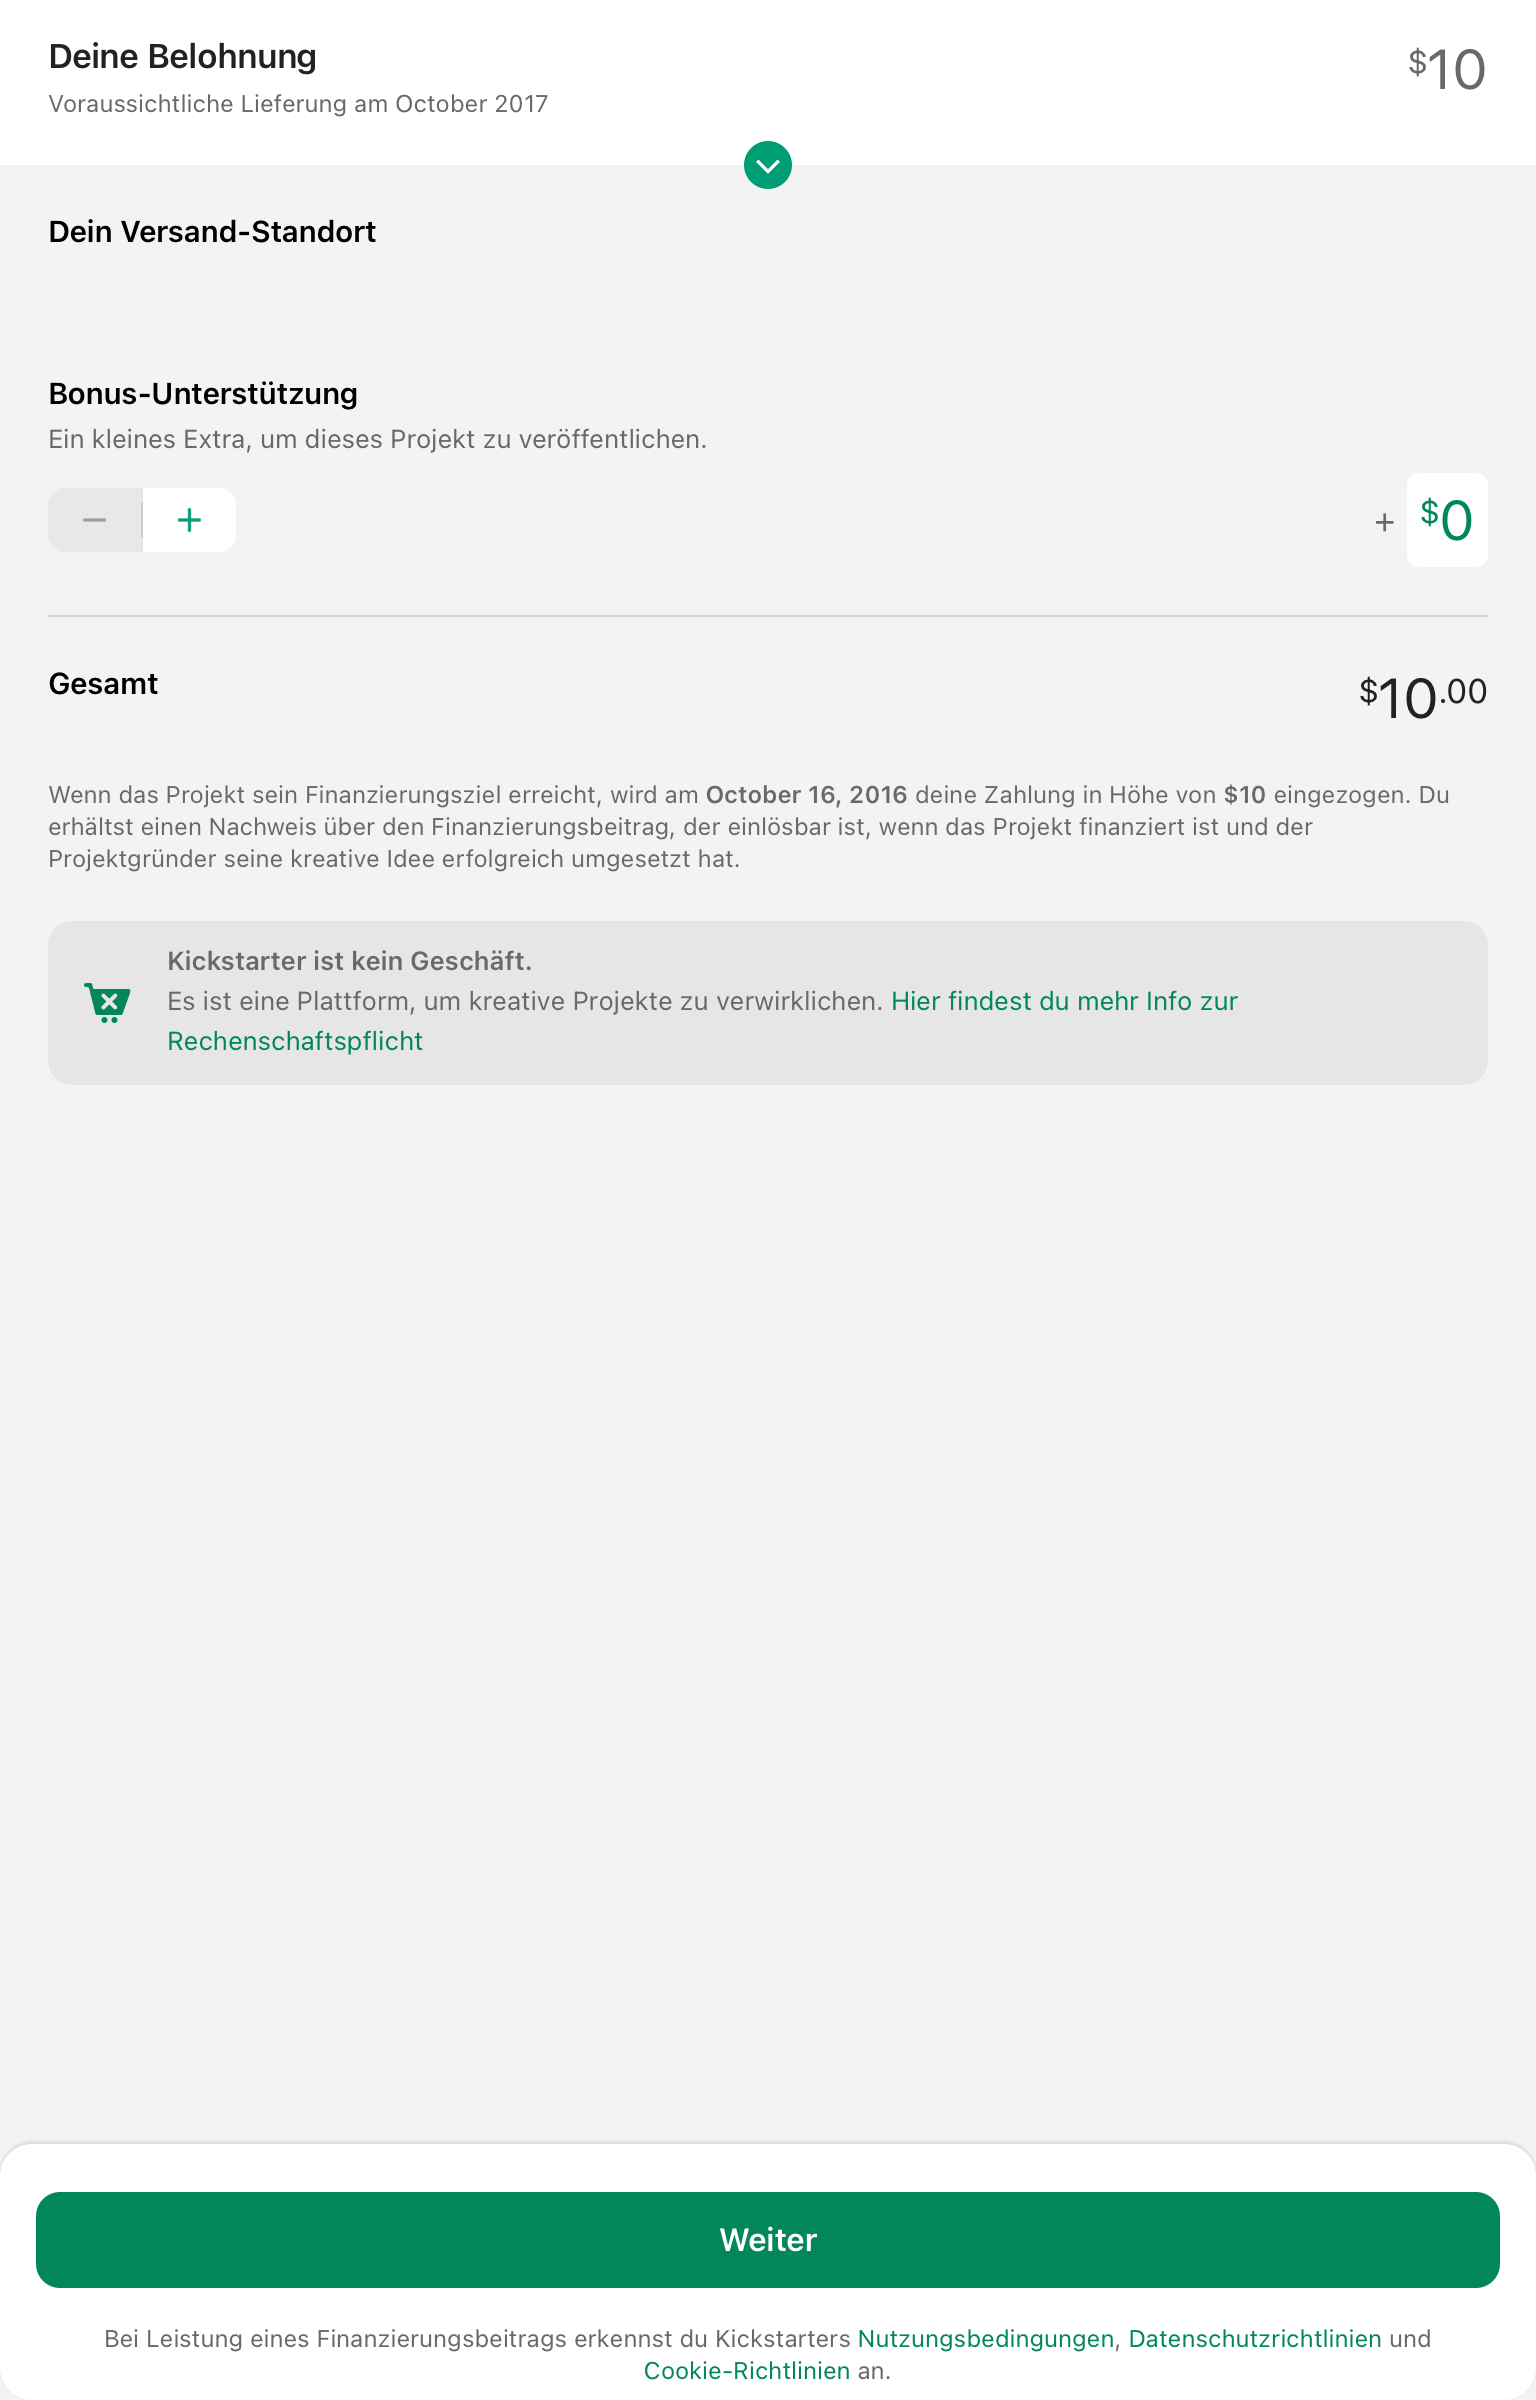 Deine Belohnung
$10
Voraussichtliche Lieferung am October 2017
Dein Versand-Standort
Bonus-Unterstützung
Ein kleines Extra, um dieses Projekt zu veröffentlichen.
− + + $0
Gesamt
$10.00
Wenn das Projekt sein Finanzierungsziel erreicht, wird am October 16, 2016 deine Zahlung in Höhe von $10 eingezogen. Du
erhältst einen Nachweis über den Finanzierungsbeitrag, der einlösbar ist, wenn das Projekt finanziert ist und der
Projektgründer seine kreative Idee erfolgreich umgesetzt hat.
Kickstarter ist kein Geschäft.
Es ist eine Plattform, um kreative Projekte zu verwirklichen. Hier findest du mehr Info zur
Rechenschaftspflicht
Weiter
Bei Leistung eines Finanzierungsbeitrags erkennst du Kickstarters Nutzungsbedingungen, Datenschutzrichtlinien und
Cookie-Richtlinien an.